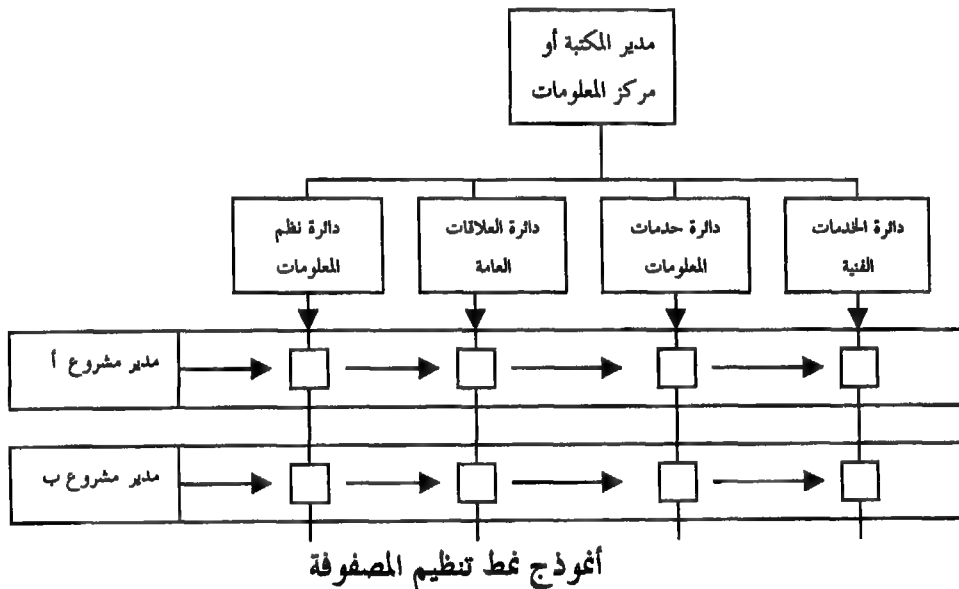 مدير المكتبة أو
مركز المعلومات
دائرة الخدمات
الفنية
دائرة خدمات
المعلومات
دائرة العلاقات
العامة
دائرة نظم
المعلومات
مدير مشروع أ
مدير مشروع ب
أنموذج نمط تنظيم المصفوفة